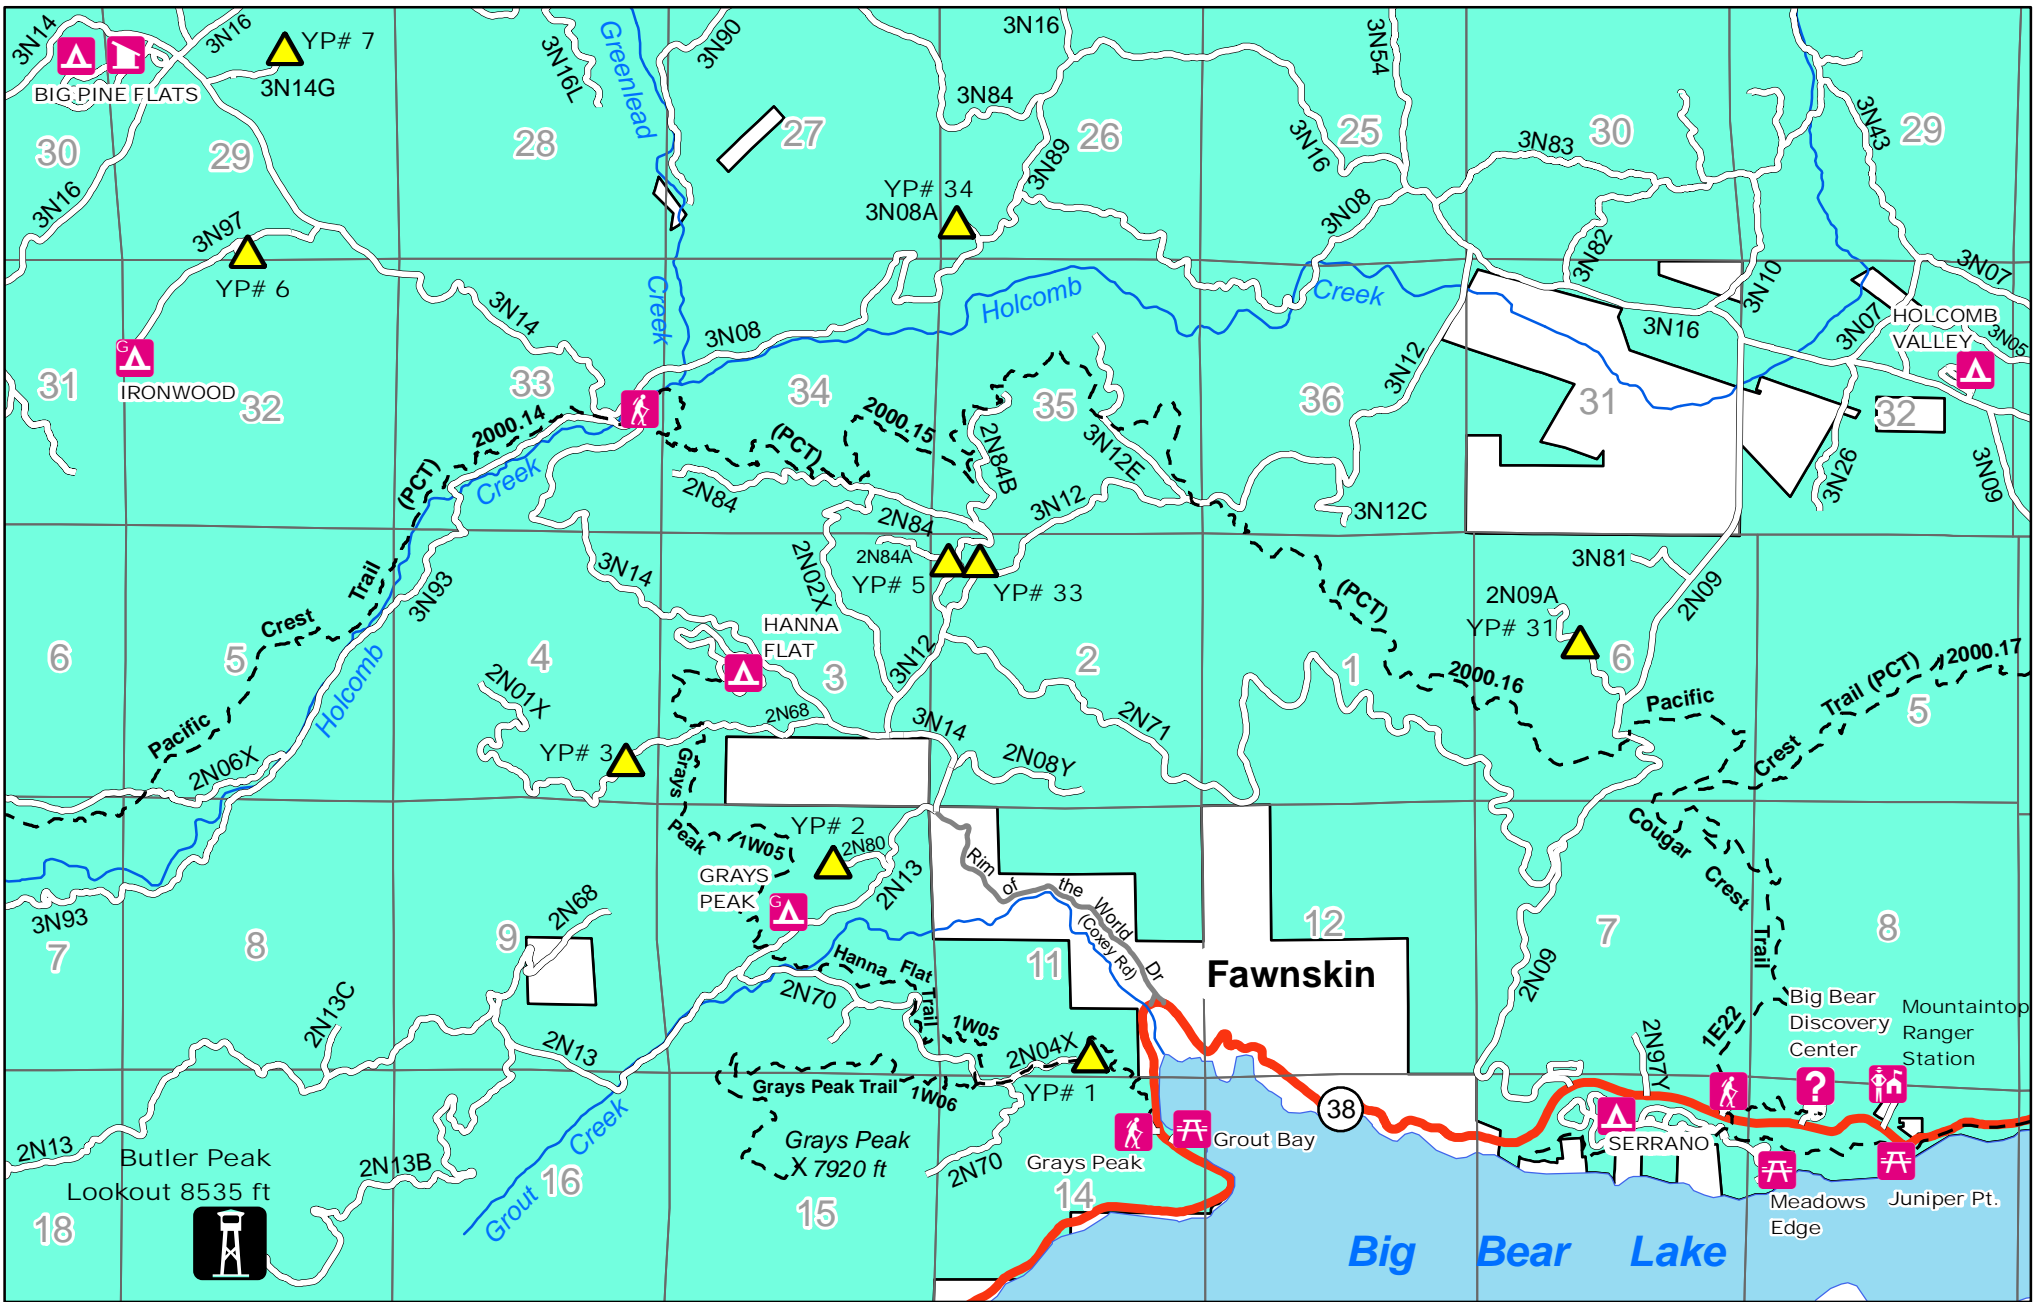 3N14
3N16
YP# 7
3N14G
BIG PINE FLATS
3N16L
Greenlead
3N90
3N16
3N84
3N54
3N16
3N89
3N83
3N43
30
29
28
27
26
25
30
29
3N16
3N97
YP# 6
YP# 34
3N08A
3N08
3N82
3N10
3N07
3N14
Creek
3N08
Holcomb
Creek
3N12
3N16
3N07
HOLCOMB
VALLEY
3N05
G
IRONWOOD
31
32
33
34
35
36
31
32
2000.14
(PCT)
Creek
(PCT)
2000.15
2N84B
3N12E
2N84
3N12
3N12C
3N26
3N09
2N84
2N84A
YP# 5
YP# 33
2N02X
3N14
3N93
Trail
Crest
Pacific
Holcomb
3N81
2N09
2N09A
YP# 31
(PCT)
2000.16
Pacific
Crest
Trail (PCT)
2000.17
HANNA
FLAT
3N12
6
5
4
3
2
1
6
5
2N01X
YP# 3
2N68
3N14
2N71
2N08Y
2N06X
Grays
Peak
1W05
YP# 2
2N80
2N13
GRAYS
PEAK
G
Rim
of
the
World
Dr
(Coxey Rd)
Cougar
Crest
Trail
3N93
2N68
7
8
9
11
12
7
8
Fawnskin
Hanna
Flat
Trail
2N70
1W05
2N04X
YP# 1
2N09
2N97Y
1E22
Big Bear
Discovery
Center
Mountaintop
Ranger
Station
2N13C
2N13
Grays Peak Trail
1W06
38
2N13
Butler Peak
Lookout 8535 ft
2N13B
Grout
Creek
Grays Peak
X 7920 ft
2N70
Grays Peak
Grout Bay
?
SERRANO
Meadows
Edge
Juniper Pt.
18
16
15
14
Big Bear Lake